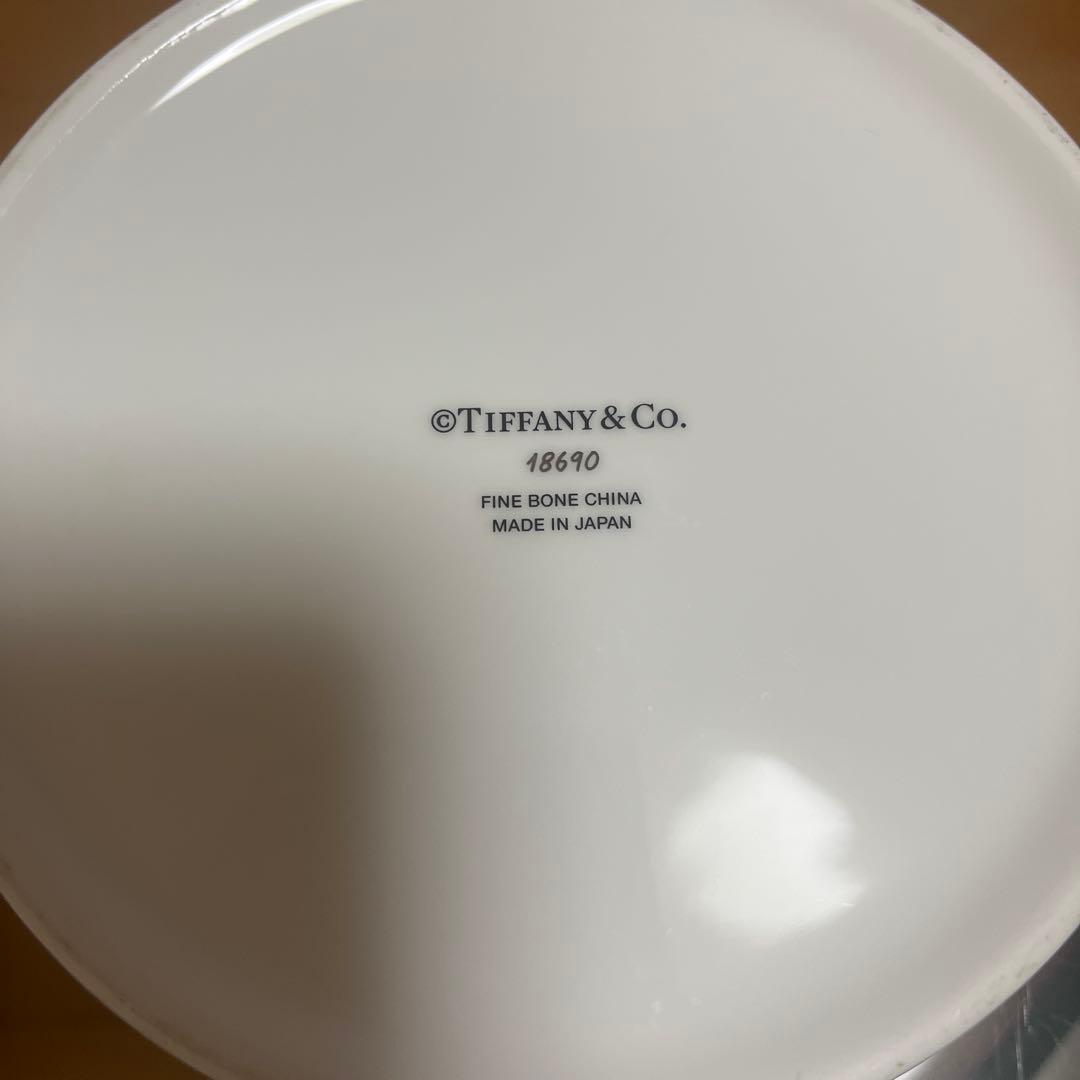 ©TIFFANY & CO.
18690
FINE BONE CHINA
MADE IN JAPAN